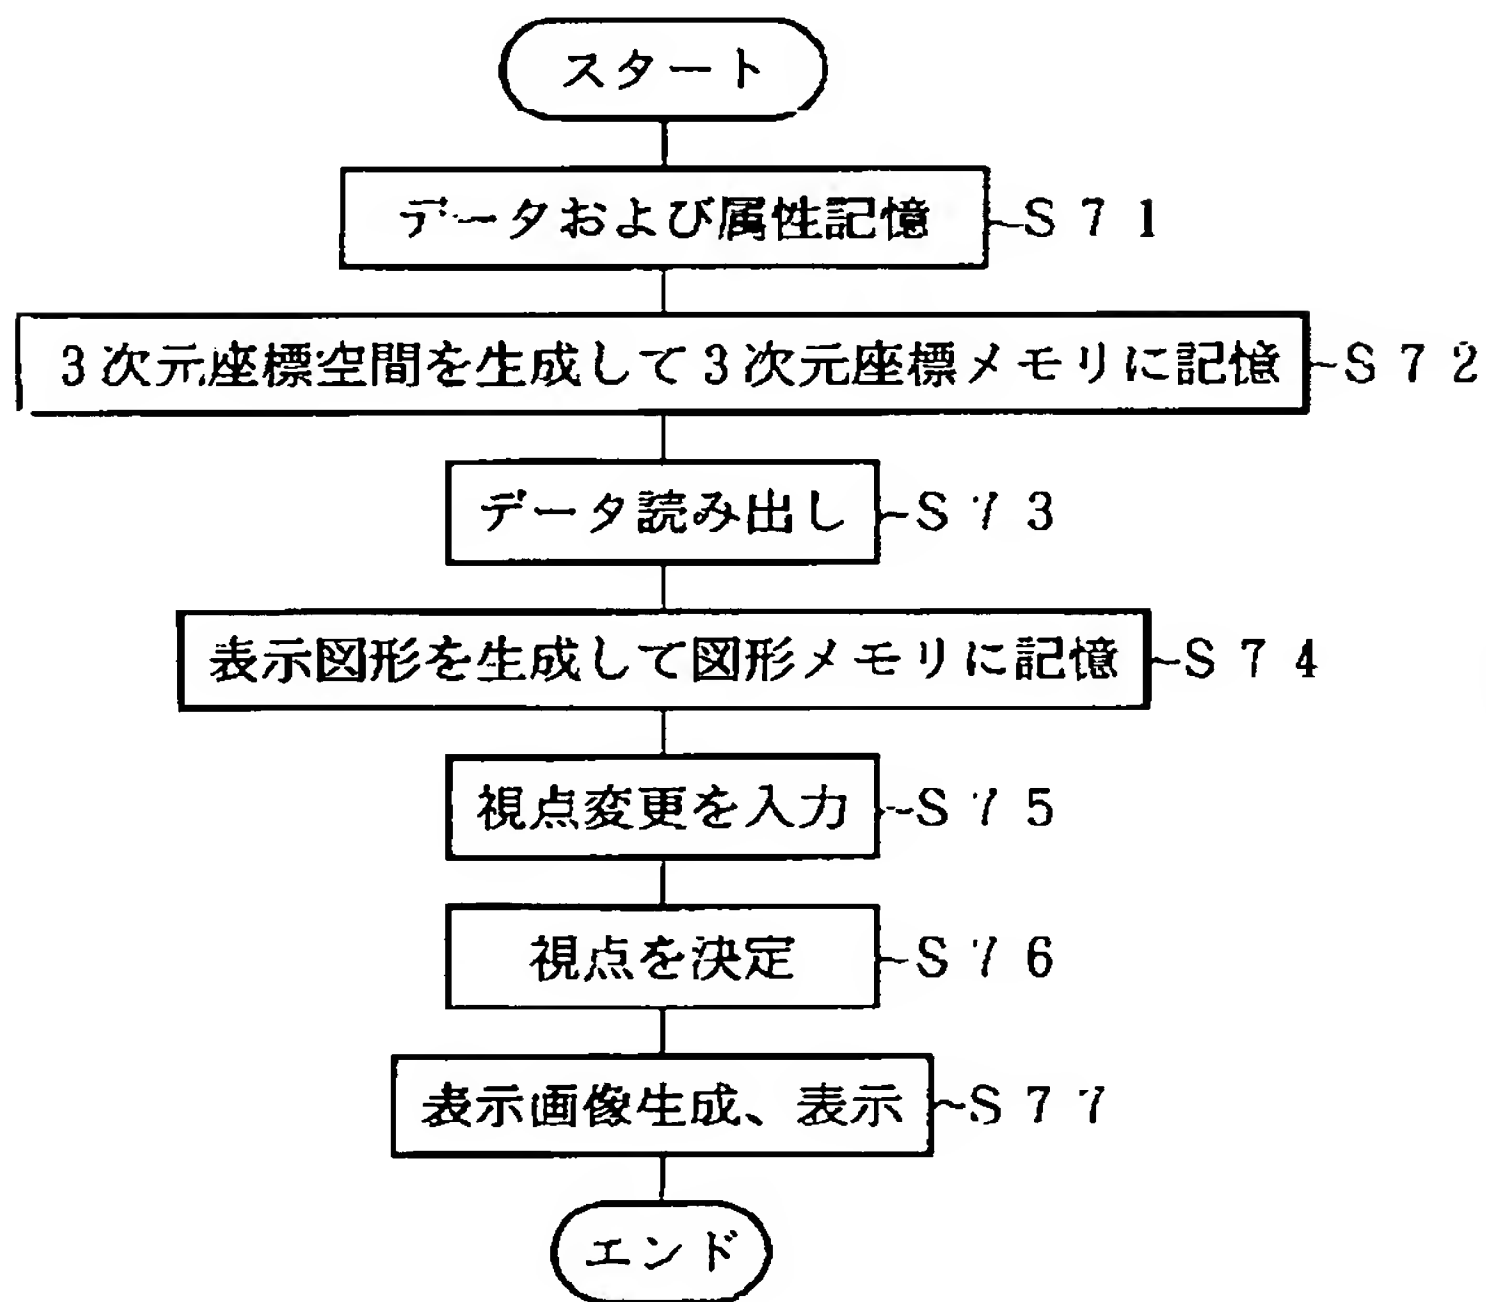 スタート
データおよび属性記憶 S71
3次元座標空間を生成して3次元座標メモリに記憶 S72
データ読み出し S73
表示図形を生成して図形メモリに記憶 S74
視点変更を入力 S75
視点を決定 S76
表示画像生成、表示 S77
エンド